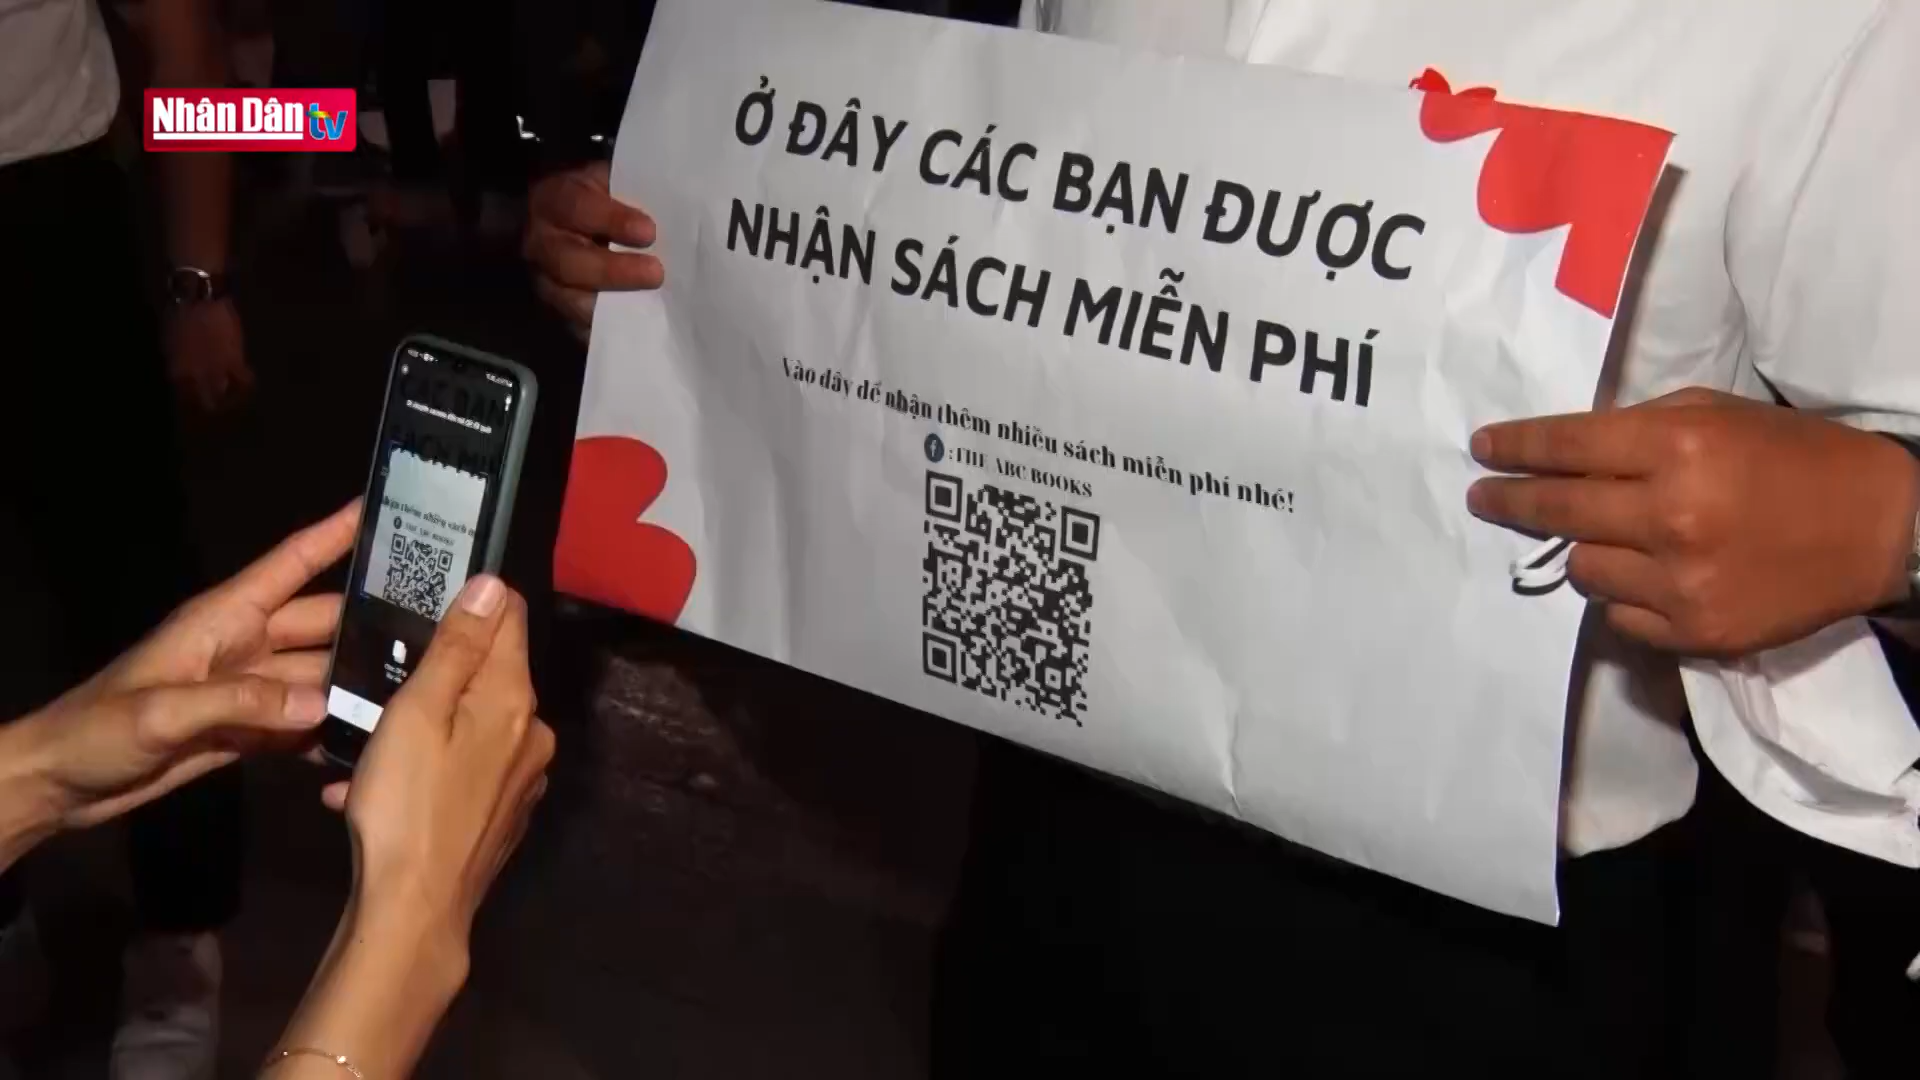 Nhân Dân tv
Ở ĐÂY CÁC BẠN ĐƯỢC
NHẬN SÁCH MIỄN PHÍ
Vào đây để nhận thêm nhiều sách miễn phí nhé!
f :THE ABC BOOKS